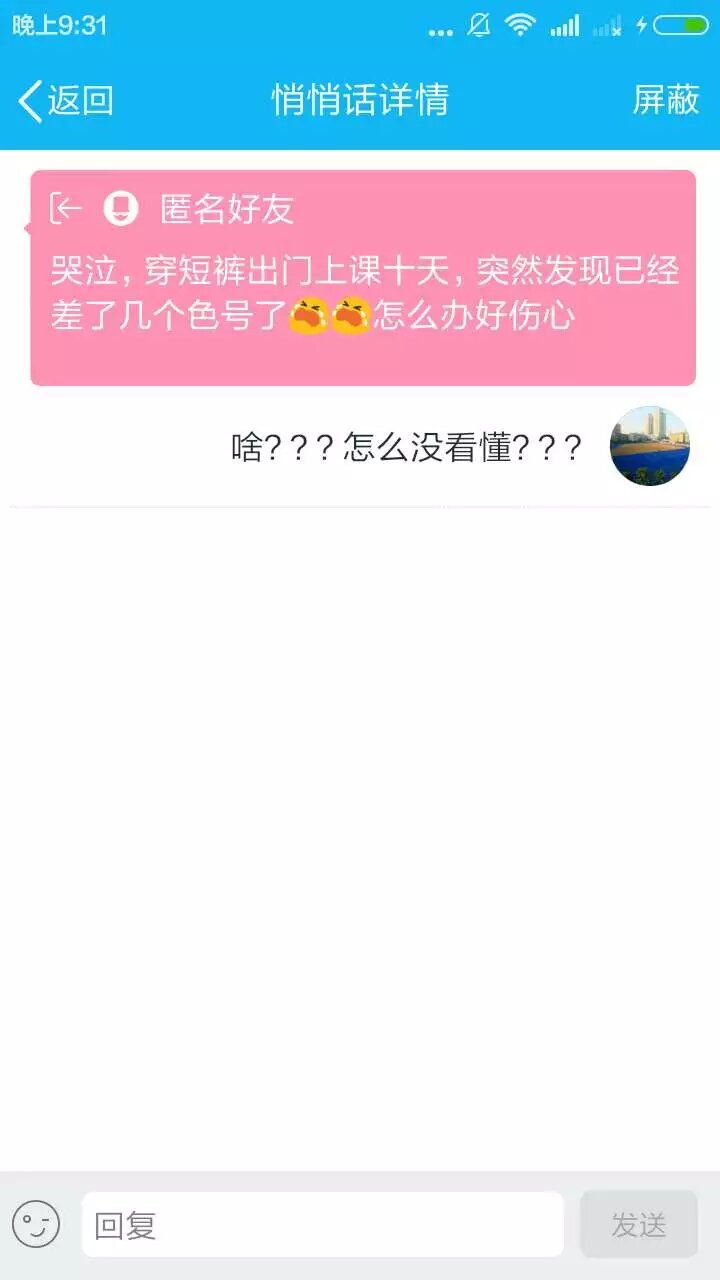 晚上9:31
返回
悄悄话详情
屏蔽
匿名好友
哭泣，穿短裤出门上课十天，突然发现已经
差了几个色号了😭😭怎么办好伤心
啥？？？怎么没看懂？？？
回复
发送